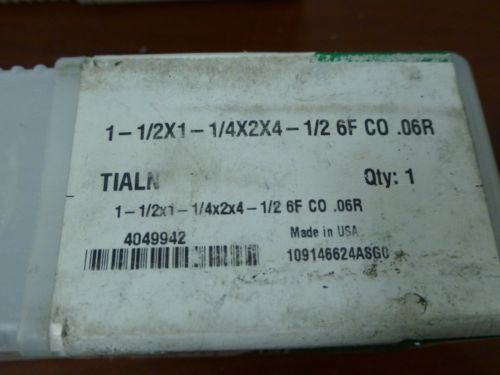 1-1/2X1-1/4X2X4-1/2 6F CO .06R
TIALN Qty: 1
1-1/2x1-1/4x2x4-1/2 6F CO .06R
4049942 Made in USA
109146624ASG0